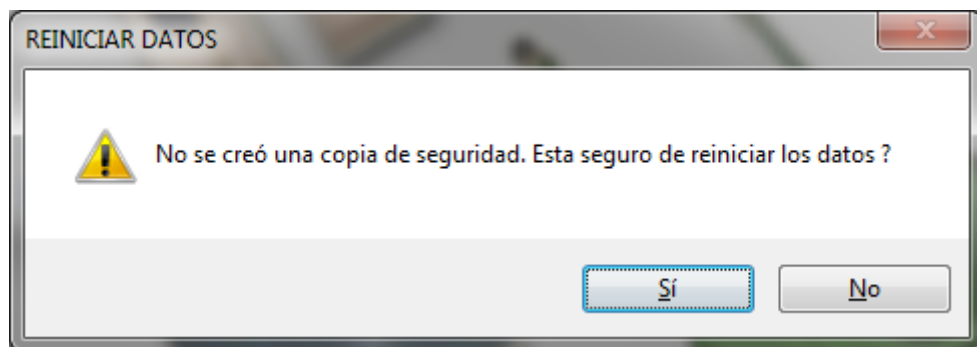 REINICIAR DATOS
No se creó una copia de seguridad. Esta seguro de reiniciar los datos ?
Sí
No